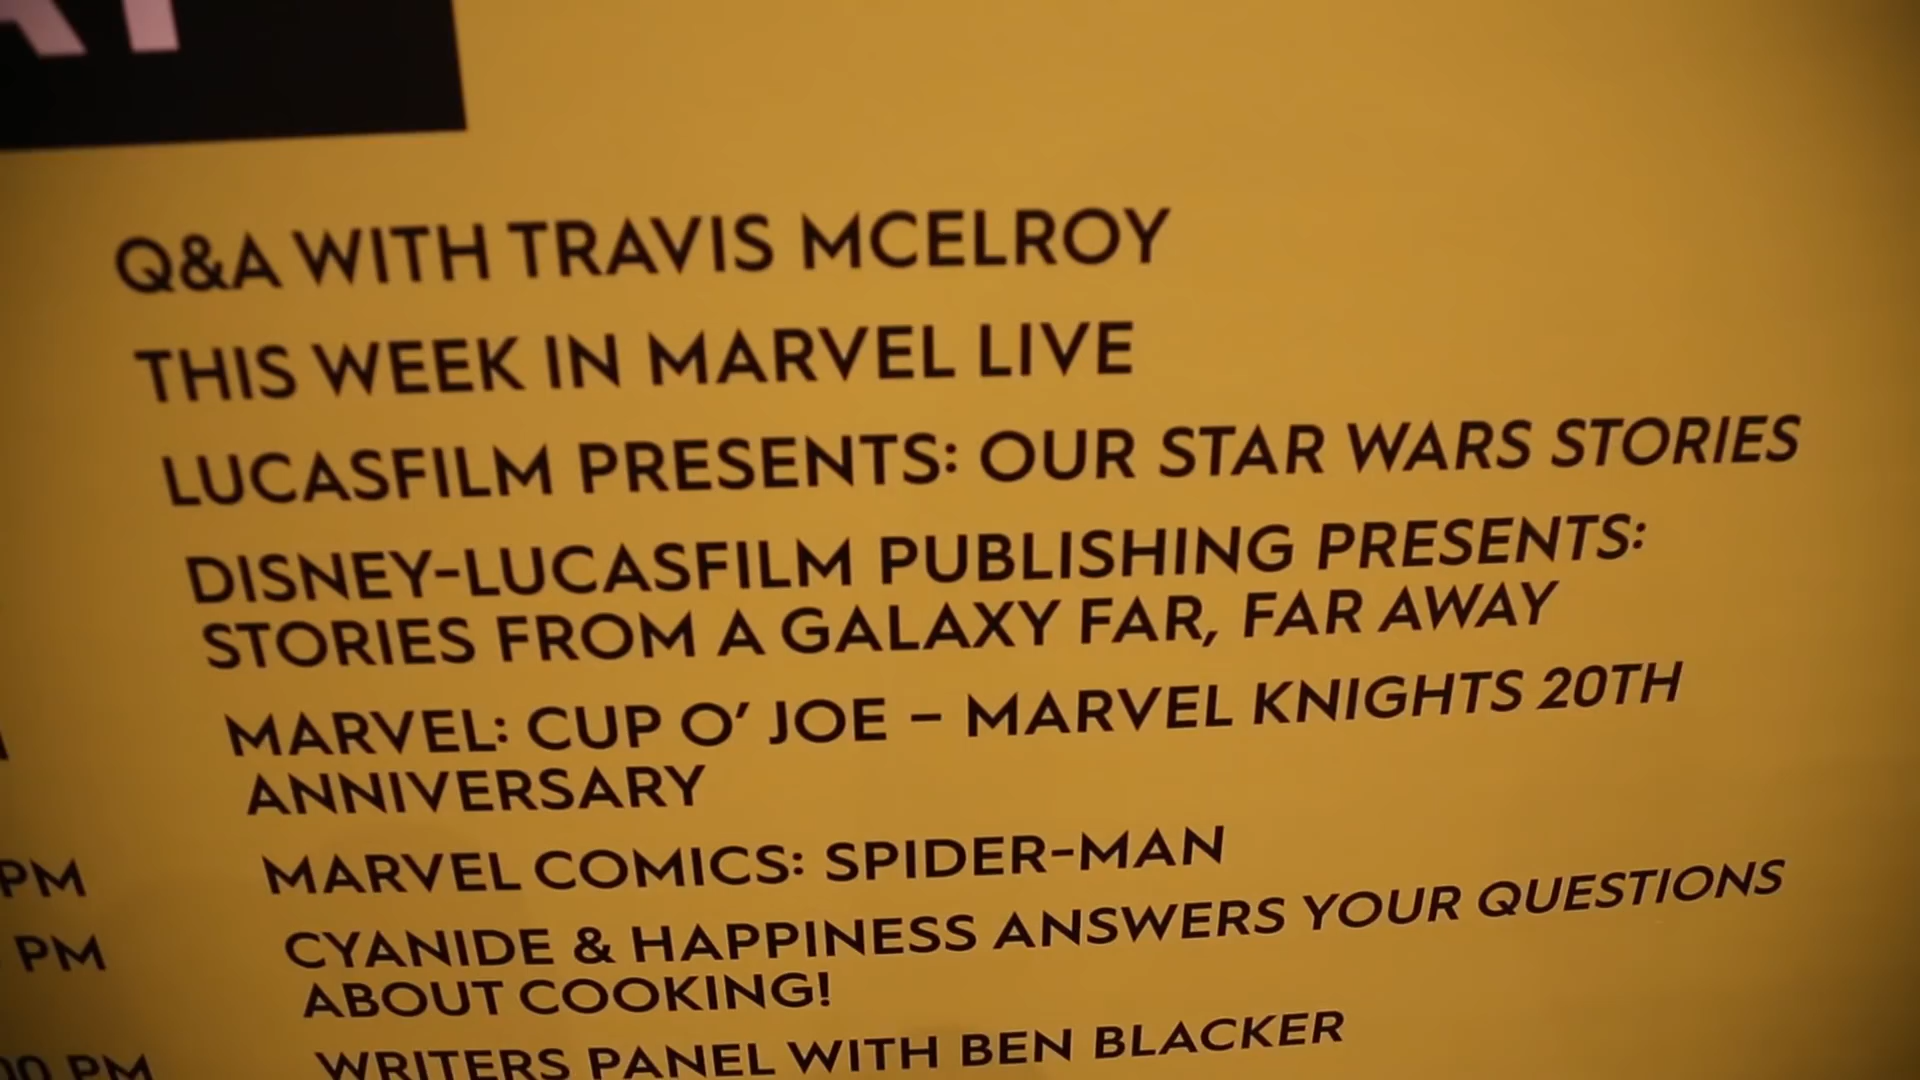 Q&A WITH TRAVIS MCELROY
THIS WEEK IN MARVEL LIVE
LUCASFILM PRESENTS: OUR STAR WARS STORIES
DISNEY-LUCASFILM PUBLISHING PRESENTS:
STORIES FROM A GALAXY FAR, FAR AWAY
MARVEL: CUP O' JOE – MARVEL KNIGHTS 20TH
ANNIVERSARY
PM MARVEL COMICS: SPIDER-MAN
PM CYANIDE & HAPPINESS ANSWERS YOUR QUESTIONS
ABOUT COOKING!
PM WRITERS PANEL WITH BEN BLACKER